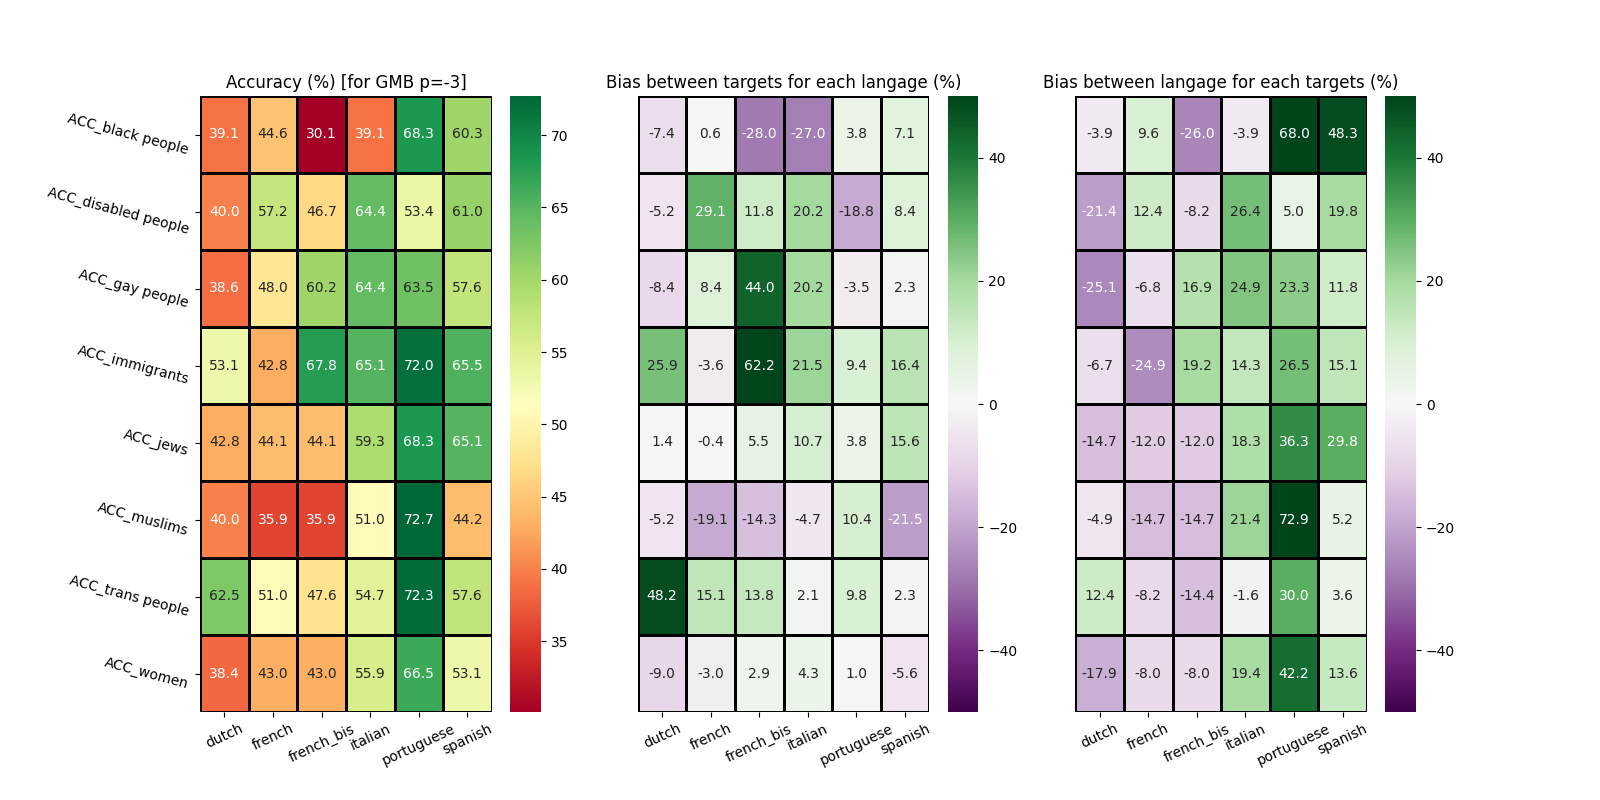 Accuracy (%) [for GMB p=-3]
Bias between targets for each langage (%)
Bias between langage for each targets (%)
ACC_black people 39.1 44.6 30.1 39.1 68.3 60.3 -7.4 0.6 -28.0 -27.0 3.8 7.1 -3.9 9.6 -26.0 -3.9 68.0 48.3
ACC_disabled people 40.0 57.2 46.7 64.4 53.4 61.0 -5.2 29.1 11.8 20.2 -18.8 8.4 -21.4 12.4 -8.2 26.4 5.0 19.8
ACC_gay people 38.6 48.0 60.2 64.4 63.5 57.6 -8.4 8.4 44.0 20.2 -3.5 2.3 -25.1 -6.8 16.9 24.9 23.3 11.8
ACC_immigrants 53.1 42.8 67.8 65.1 72.0 65.5 25.9 -3.6 62.2 21.5 9.4 16.4 -6.7 -24.9 19.2 14.3 26.5 15.1
ACC_jews 42.8 44.1 44.1 59.3 68.3 65.1 1.4 -0.4 5.5 10.7 3.8 15.6 -14.7 -12.0 -12.0 18.3 36.3 29.8
ACC_muslims 40.0 35.9 35.9 51.0 72.7 44.2 -5.2 -19.1 -14.3 -4.7 10.4 -21.5 -4.9 -14.7 -14.7 21.4 72.9 5.2
ACC_trans people 62.5 51.0 47.6 54.7 72.3 57.6 48.2 15.1 13.8 2.1 9.8 2.3 12.4 -8.2 -14.4 -1.6 30.0 3.6
ACC_women 38.4 43.0 43.0 55.9 66.5 53.1 -9.0 -3.0 2.9 4.3 1.0 -5.6 -17.9 -8.0 -8.0 19.4 42.2 13.6
dutch french french_bis italian portuguese spanish
dutch french french_bis italian portuguese spanish
dutch french french_bis italian portuguese spanish
70
65
60
55
50
45
40
35
40
20
0
−20
−40
40
20
0
−20
−40